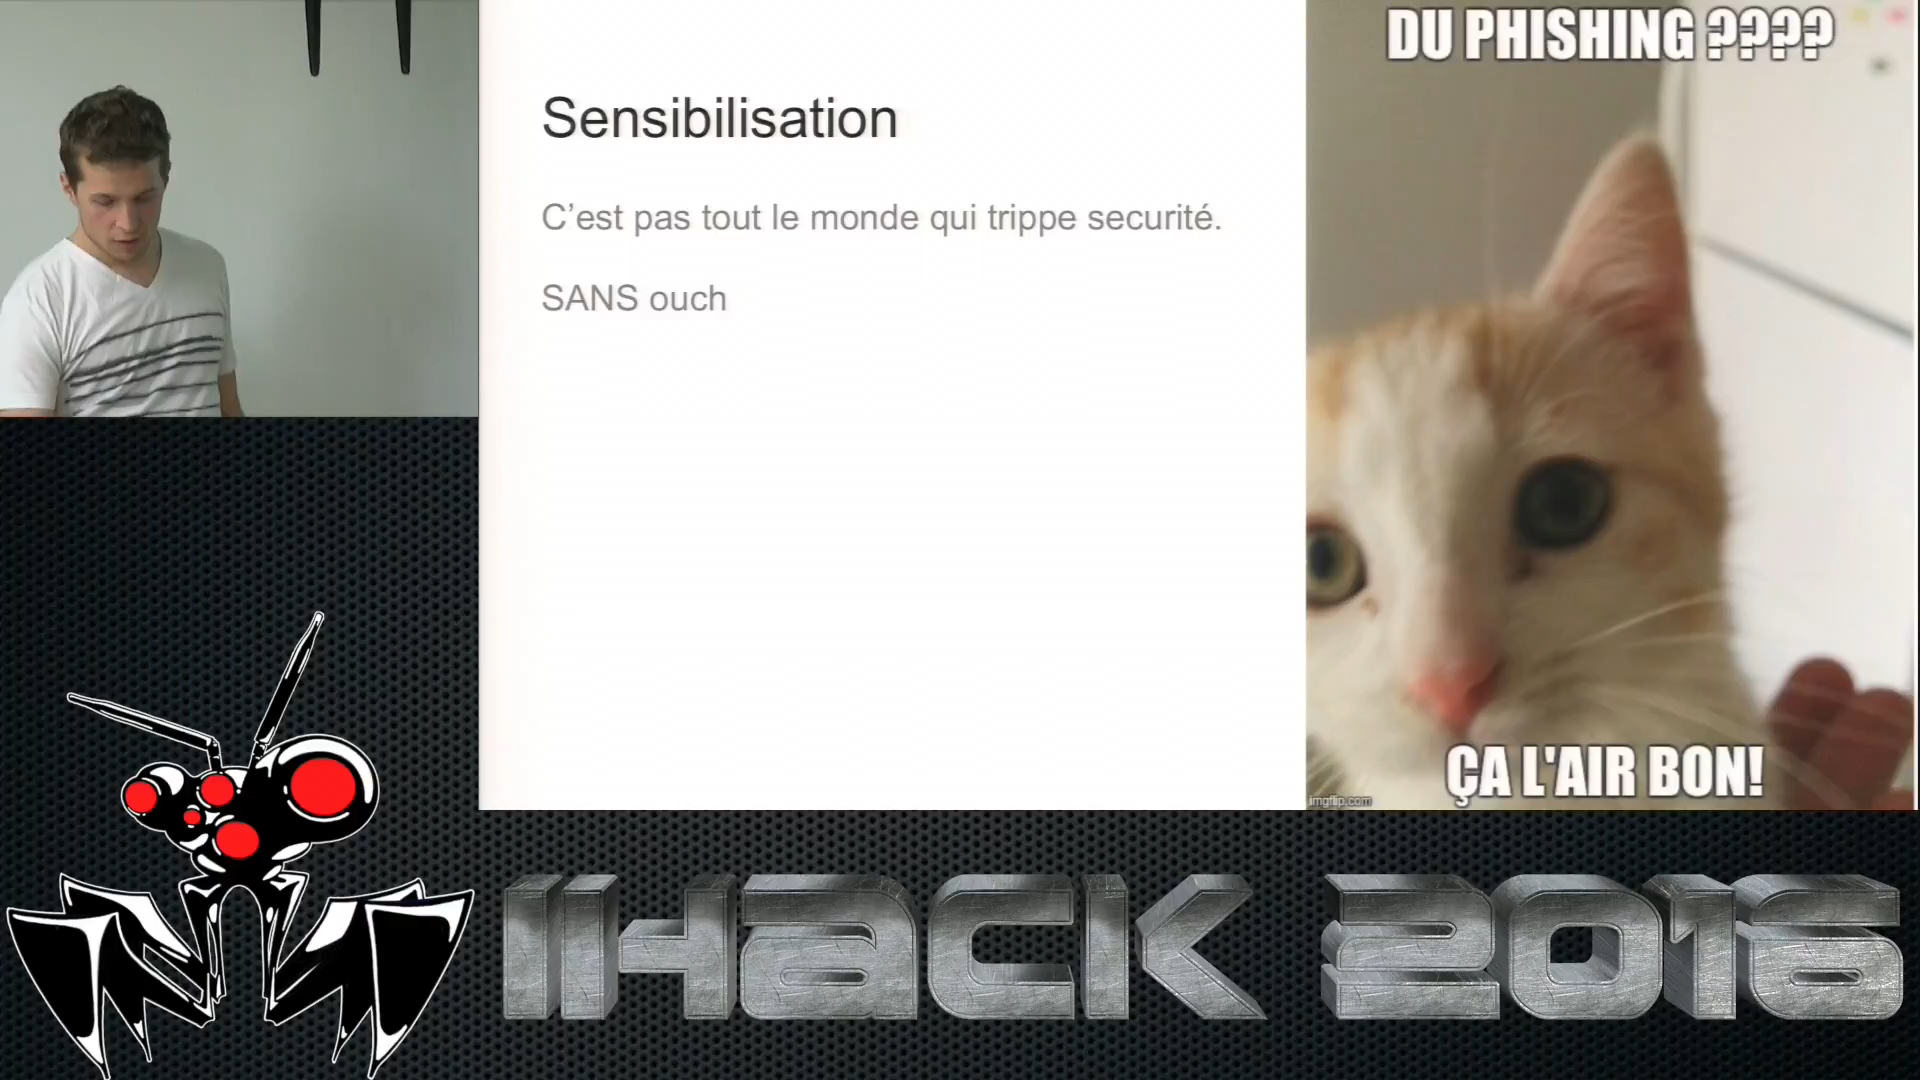 DU PHISHING ????
Sensibilisation
C’est pas tout le monde qui trippe securité.
SANS ouch
ÇA L'AIR BON!
imgflip.com
iHACK 2016